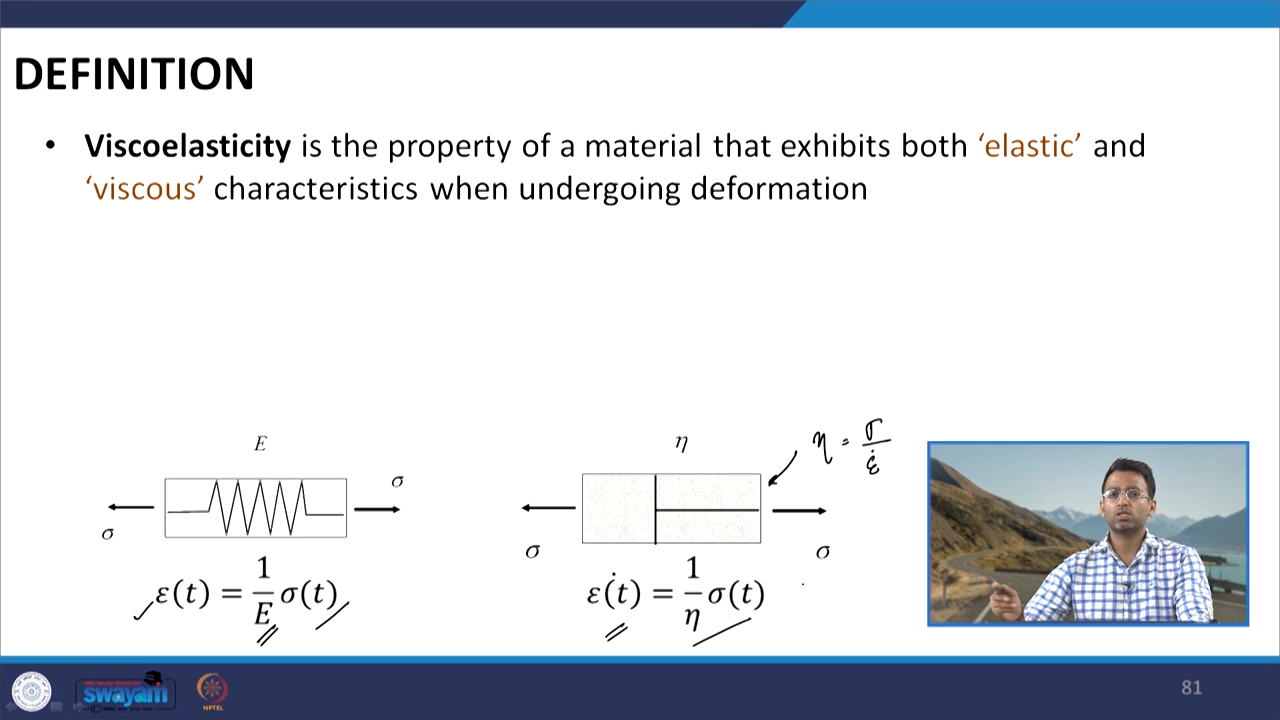 DEFINITION
• Viscoelasticity is the property of a material that exhibits both ‘elastic’ and
‘viscous’ characteristics when undergoing deformation
E
σ
σ
ε(t) = 1/E σ(t)
η
η = σ/ε̇
σ
σ
ε(ṫ) = 1/η σ(t)
swayam
NPTEL
81